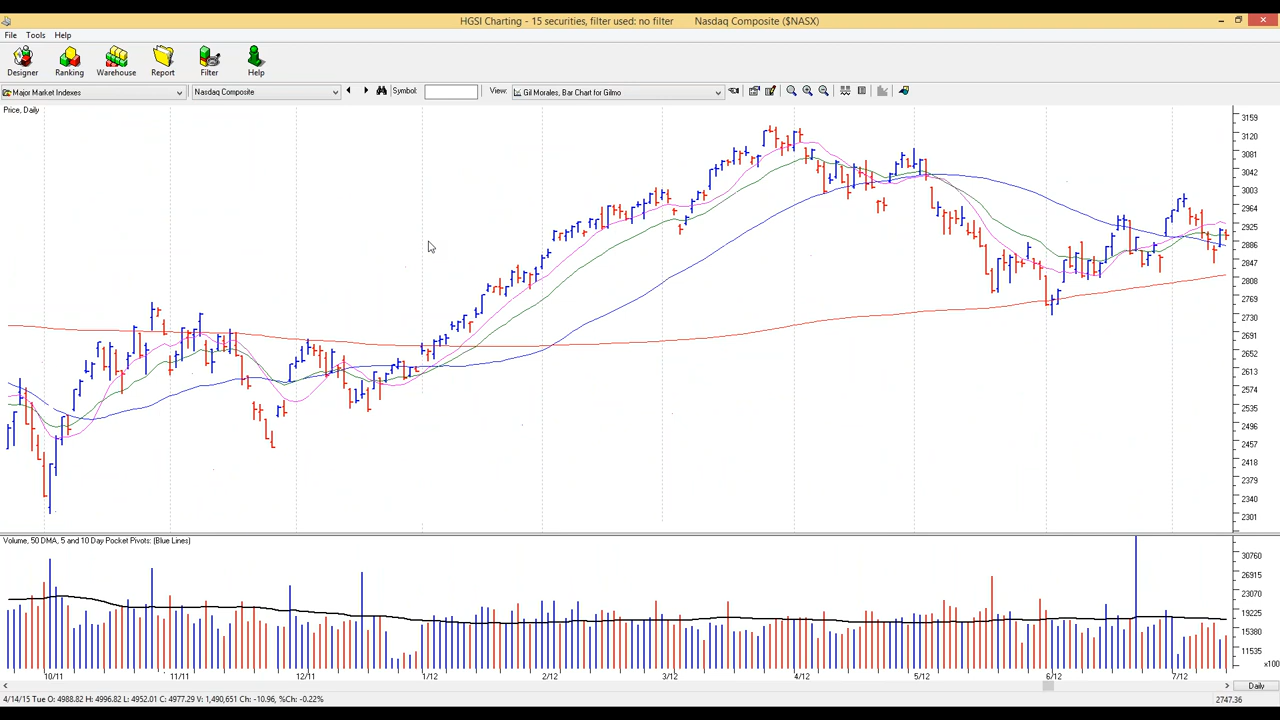 HGSI Charting - 15 securities, filter used: no filter Nasdaq Composite ($NASX)
File Tools Help
Designer Ranking Warehouse Report Filter Help
Major Market Indexes Nasdaq Composite Symbol: View: Gil Morales, Bar Chart for Gilmo
Price, Daily
3159
3120
3081
3042
3003
2964
2925
2886
2847
2808
2769
2730
2691
2652
2613
2574
2535
2496
2457
2418
2379
2340
2301
Volume, 50 DMA, 5 and 10 Day Pocket Pivots: (Blue Lines)
30760
26915
23070
19225
15380
11535
x100
10/11 11/11 12/11 1/12 2/12 3/12 4/12 5/12 6/12 7/12
Daily
4/14/15 Tue O: 4988.82 H: 4996.82 L: 4952.01 C: 4977.29 V: 1,490,651 Ch: -10.96, %Ch: -0.22% 2747.36